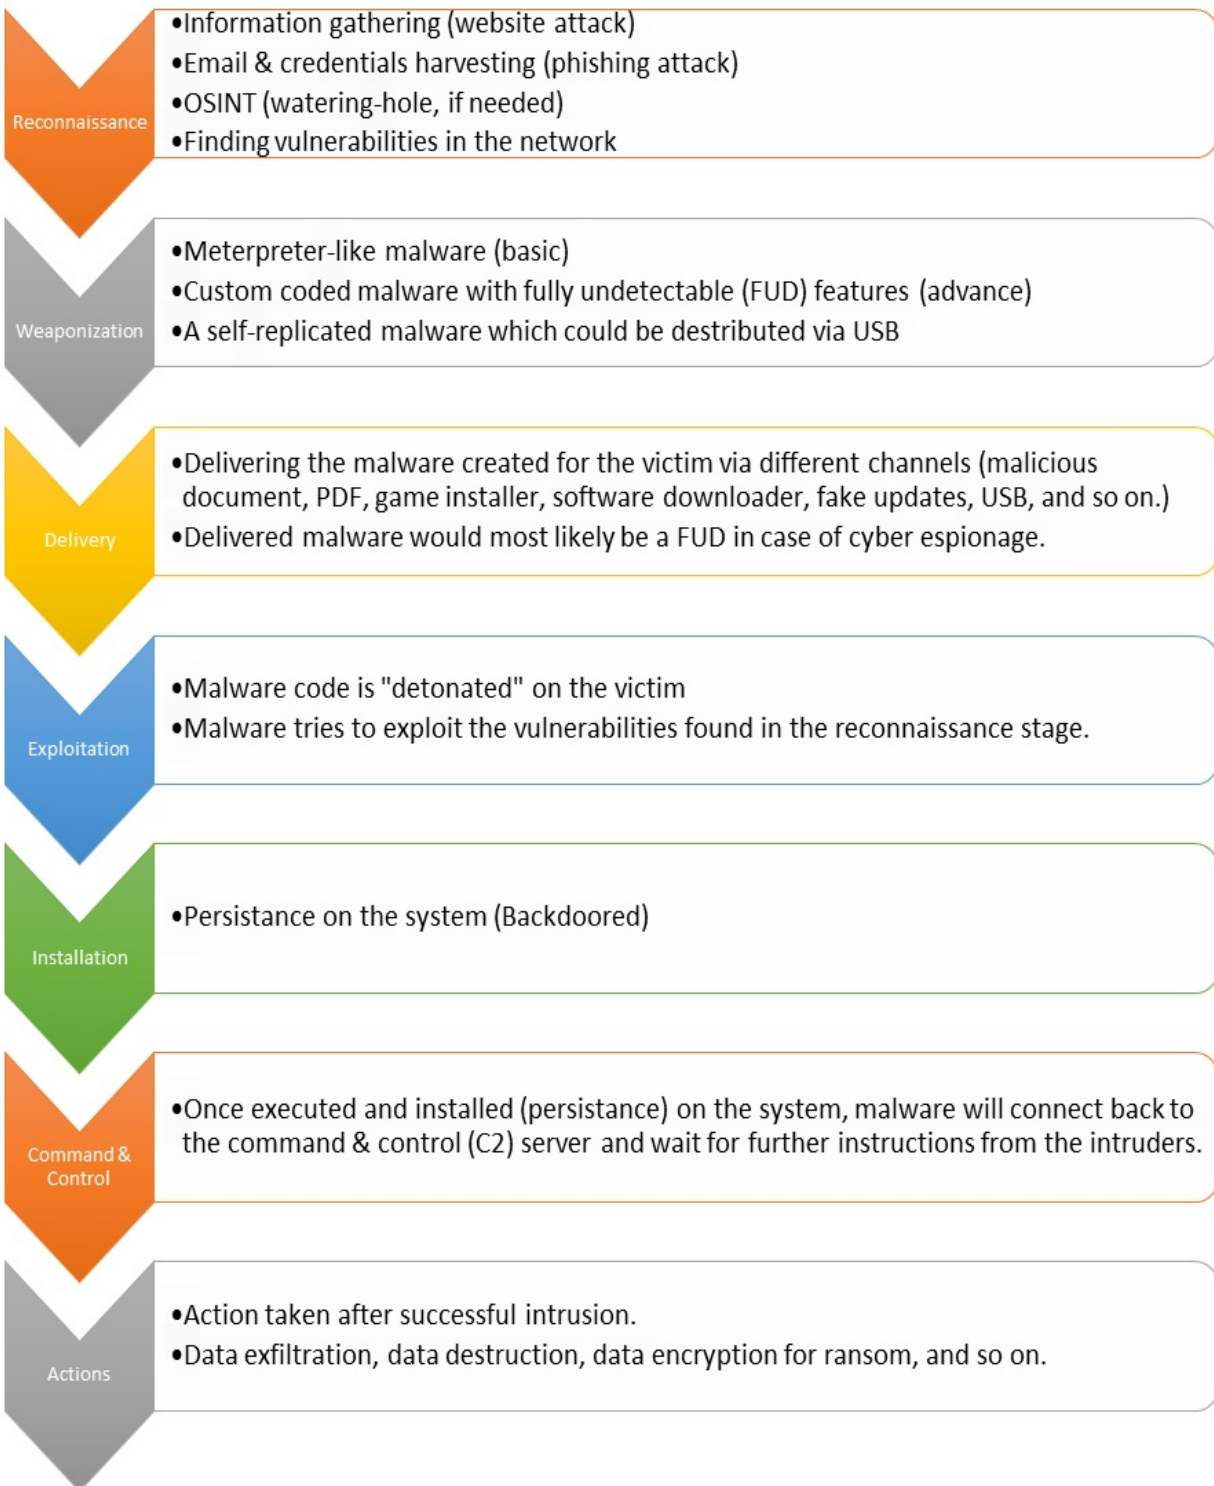 •Information gathering (website attack)
•Email & credentials harvesting (phishing attack)
•OSINT (watering-hole, if needed)
•Finding vulnerabilities in the network
Reconnaissance
•Meterpreter-like malware (basic)
•Custom coded malware with fully undetectable (FUD) features (advance)
•A self-replicated malware which could be destributed via USB
Weaponization
•Delivering the malware created for the victim via different channels (malicious
document, PDF, game installer, software downloader, fake updates, USB, and so on.)
•Delivered malware would most likely be a FUD in case of cyber espionage.
Delivery
•Malware code is "detonated" on the victim
•Malware tries to exploit the vulnerabilities found in the reconnaissance stage.
Exploitation
•Persistance on the system (Backdoored)
Installation
•Once executed and installed (persistance) on the system, malware will connect back to
the command & control (C2) server and wait for further instructions from the intruders.
Command &
Control
•Action taken after successful intrusion.
•Data exfiltration, data destruction, data encryption for ransom, and so on.
Actions